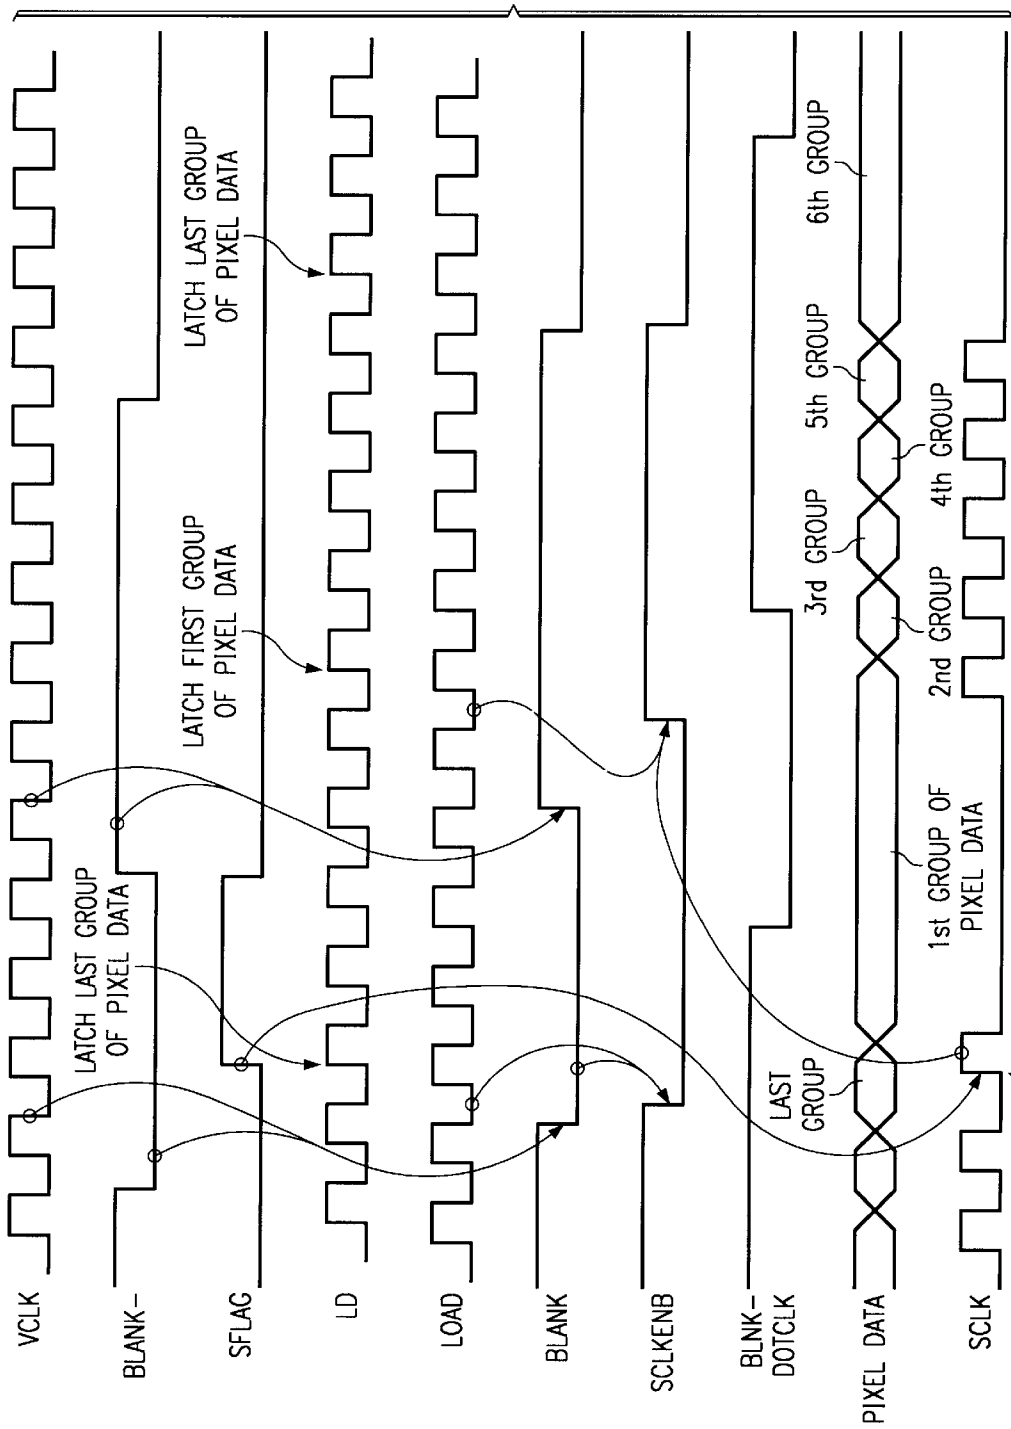 VCLK
BLANK-
LATCH LAST GROUP
OF PIXEL DATA
SFLAG
LATCH FIRST GROUP
OF PIXEL DATA
LATCH LAST GROUP
OF PIXEL DATA
LD
LOAD
BLANK
SCLKENB
BLNK-
DOTCLK
LAST
GROUP
3rd GROUP
5th GROUP
6th GROUP
PIXEL DATA
1st GROUP OF
PIXEL DATA
2nd GROUP
4th GROUP
SCLK